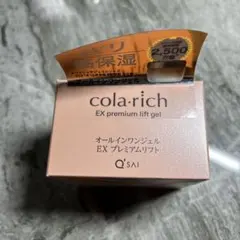 高保湿
2,500
cola·rich
EX premium lift gel
オールインワンジェル
EX プレミアムリフト
Q'SAI